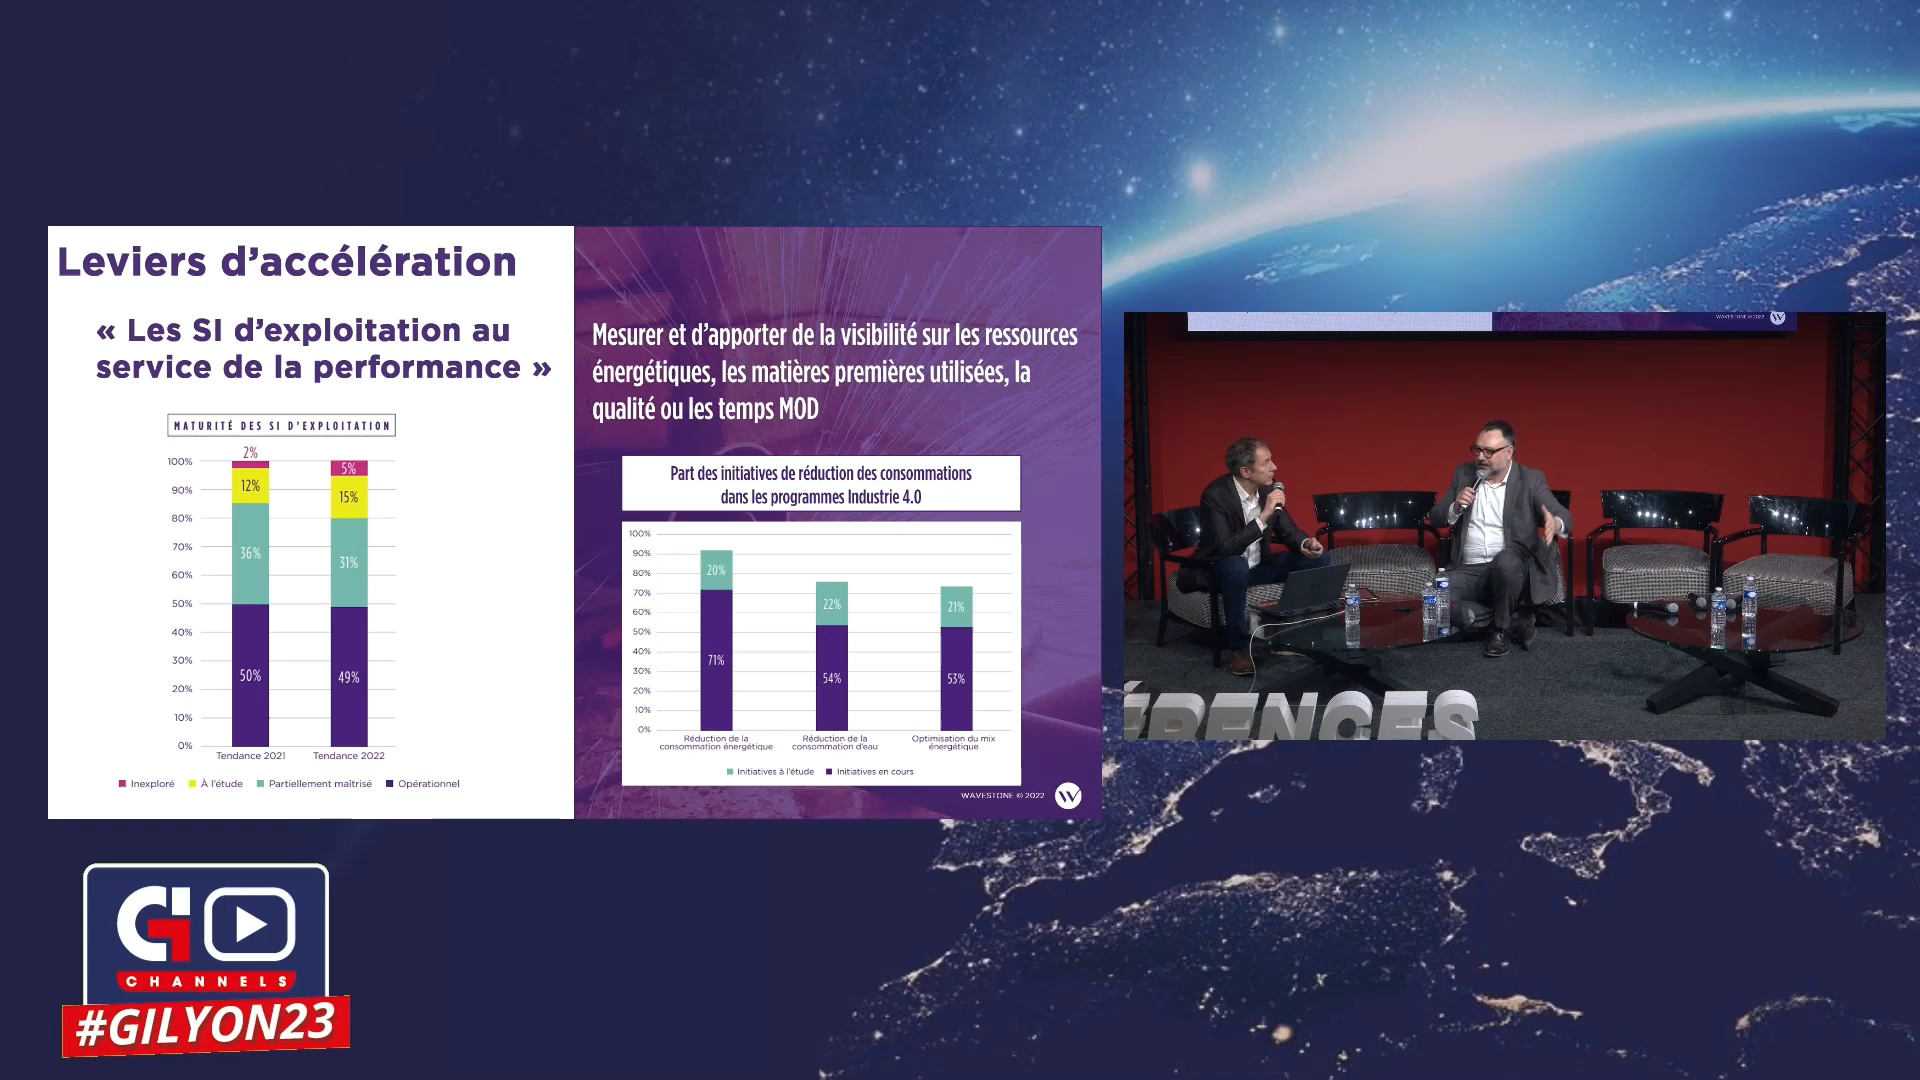 Leviers d’accélération
« Les SI d’exploitation au
service de la performance »
MATURITÉ DES SI D’EXPLOITATION
2%
100%
5%
12%
90%
15%
80%
70%
36%
31%
60%
50%
40%
30%
50%
49%
20%
10%
0%
Tendance 2021
Tendance 2022
Inexploré
À l’étude
Partiellement maîtrisé
Opérationnel
Mesurer et d’apporter de la visibilité sur les ressources
énergétiques, les matières premières utilisées, la
qualité ou les temps MOD
Part des initiatives de réduction des consommations
dans les programmes Industrie 4.0
100%
90%
80%
20%
70%
60%
22%
21%
50%
40%
71%
30%
54%
53%
20%
10%
0%
Réduction de la
consommation énergétique
Réduction de la
consommation d’eau
Optimisation du mix
énergétique
Initiatives à l’étude
Initiatives en cours
WAVESTONE © 2022
W
WAVESTONE © 2022
W
ÉRENCES
GI
CHANNELS
#GILYON23